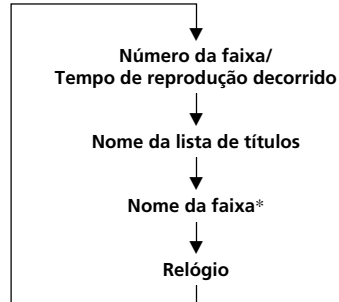 Número da faixa/
Tempo de reprodução decorrido
Nome da lista de títulos
Nome da faixa*
Relógio